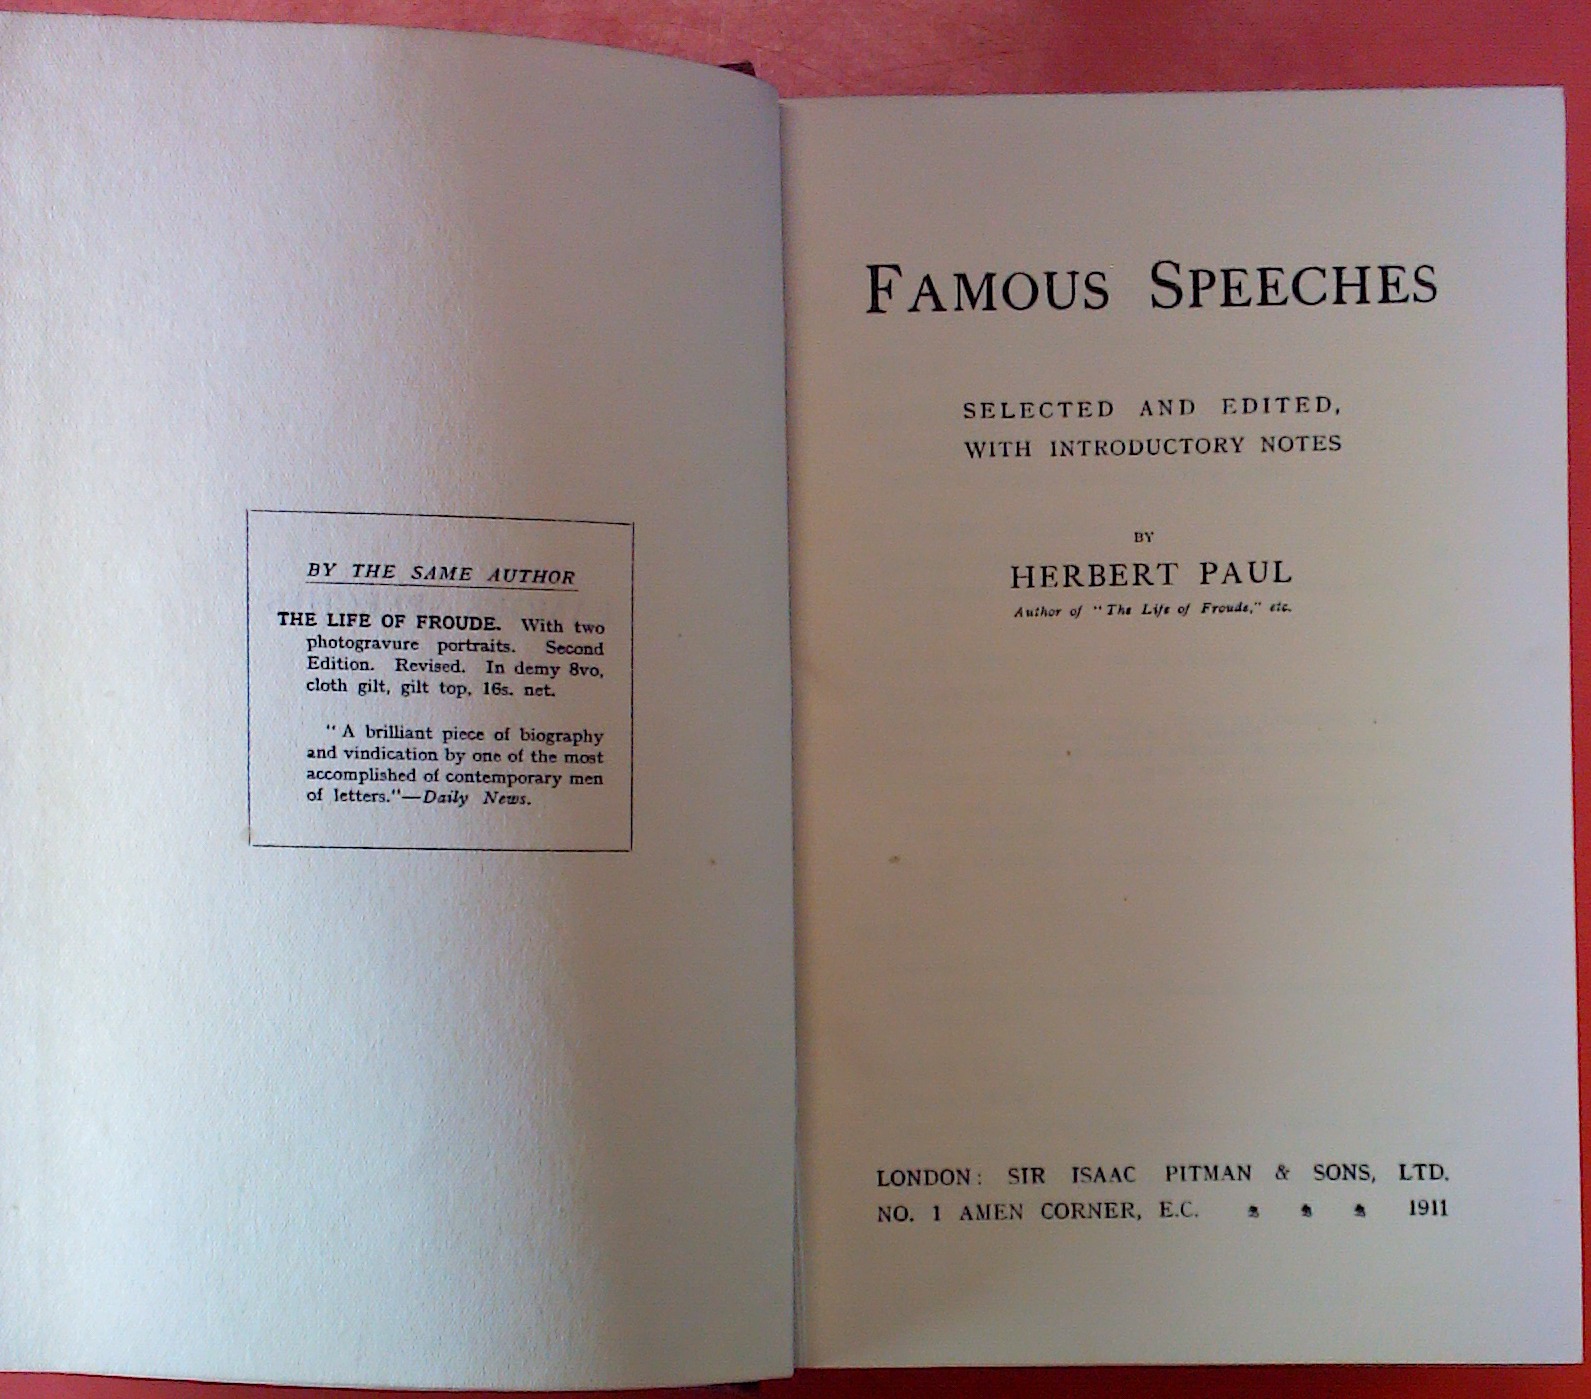 BY THE SAME AUTHOR
THE LIFE OF FROUDE. With two
photogravure portraits. Second
Edition. Revised. In demy 8vo,
cloth gilt, gilt top, 16s. net.
"A brilliant piece of biography
and vindication by one of the most
accomplished of contemporary men
of letters."—Daily News.
FAMOUS SPEECHES
SELECTED AND EDITED,
WITH INTRODUCTORY NOTES
BY
HERBERT PAUL
Author of "The Life of Froude," etc.
LONDON: SIR ISAAC PITMAN & SONS, LTD.
NO. 1 AMEN CORNER, E.C. 1911